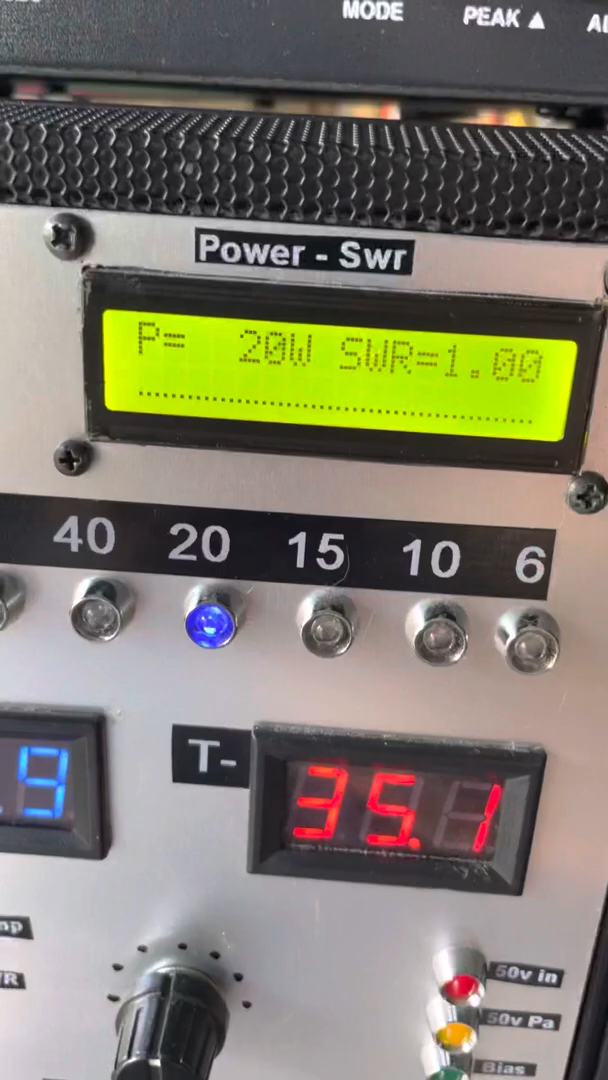 MODE PEAK ▲
Power - Swr
P= 20W SWR=1.00
40 20 15 10 6
.9
T-
35.1
50v in
50v Pa
Bias